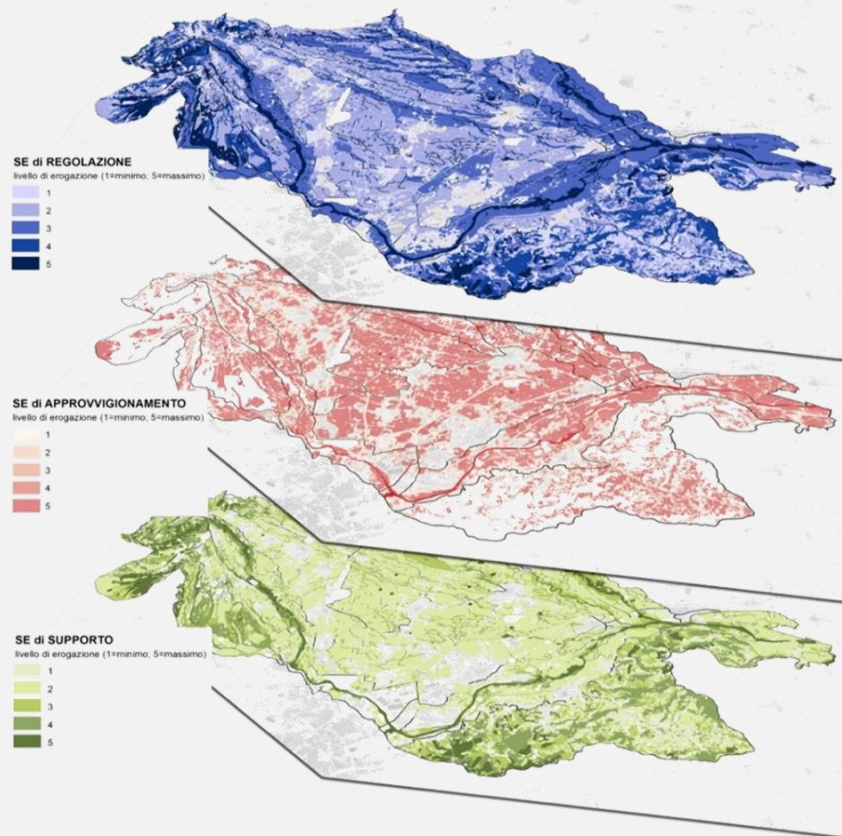 SE di REGOLAZIONE
livello di erogazione (1=minimo; 5=massimo)
1
2
3
4
5
SE di APPROVVIGIONAMENTO
livello di erogazione (1=minimo; 5=massimo)
1
2
3
4
5
SE di SUPPORTO
livello di erogazione (1=minimo; 5=massimo)
1
2
3
4
5